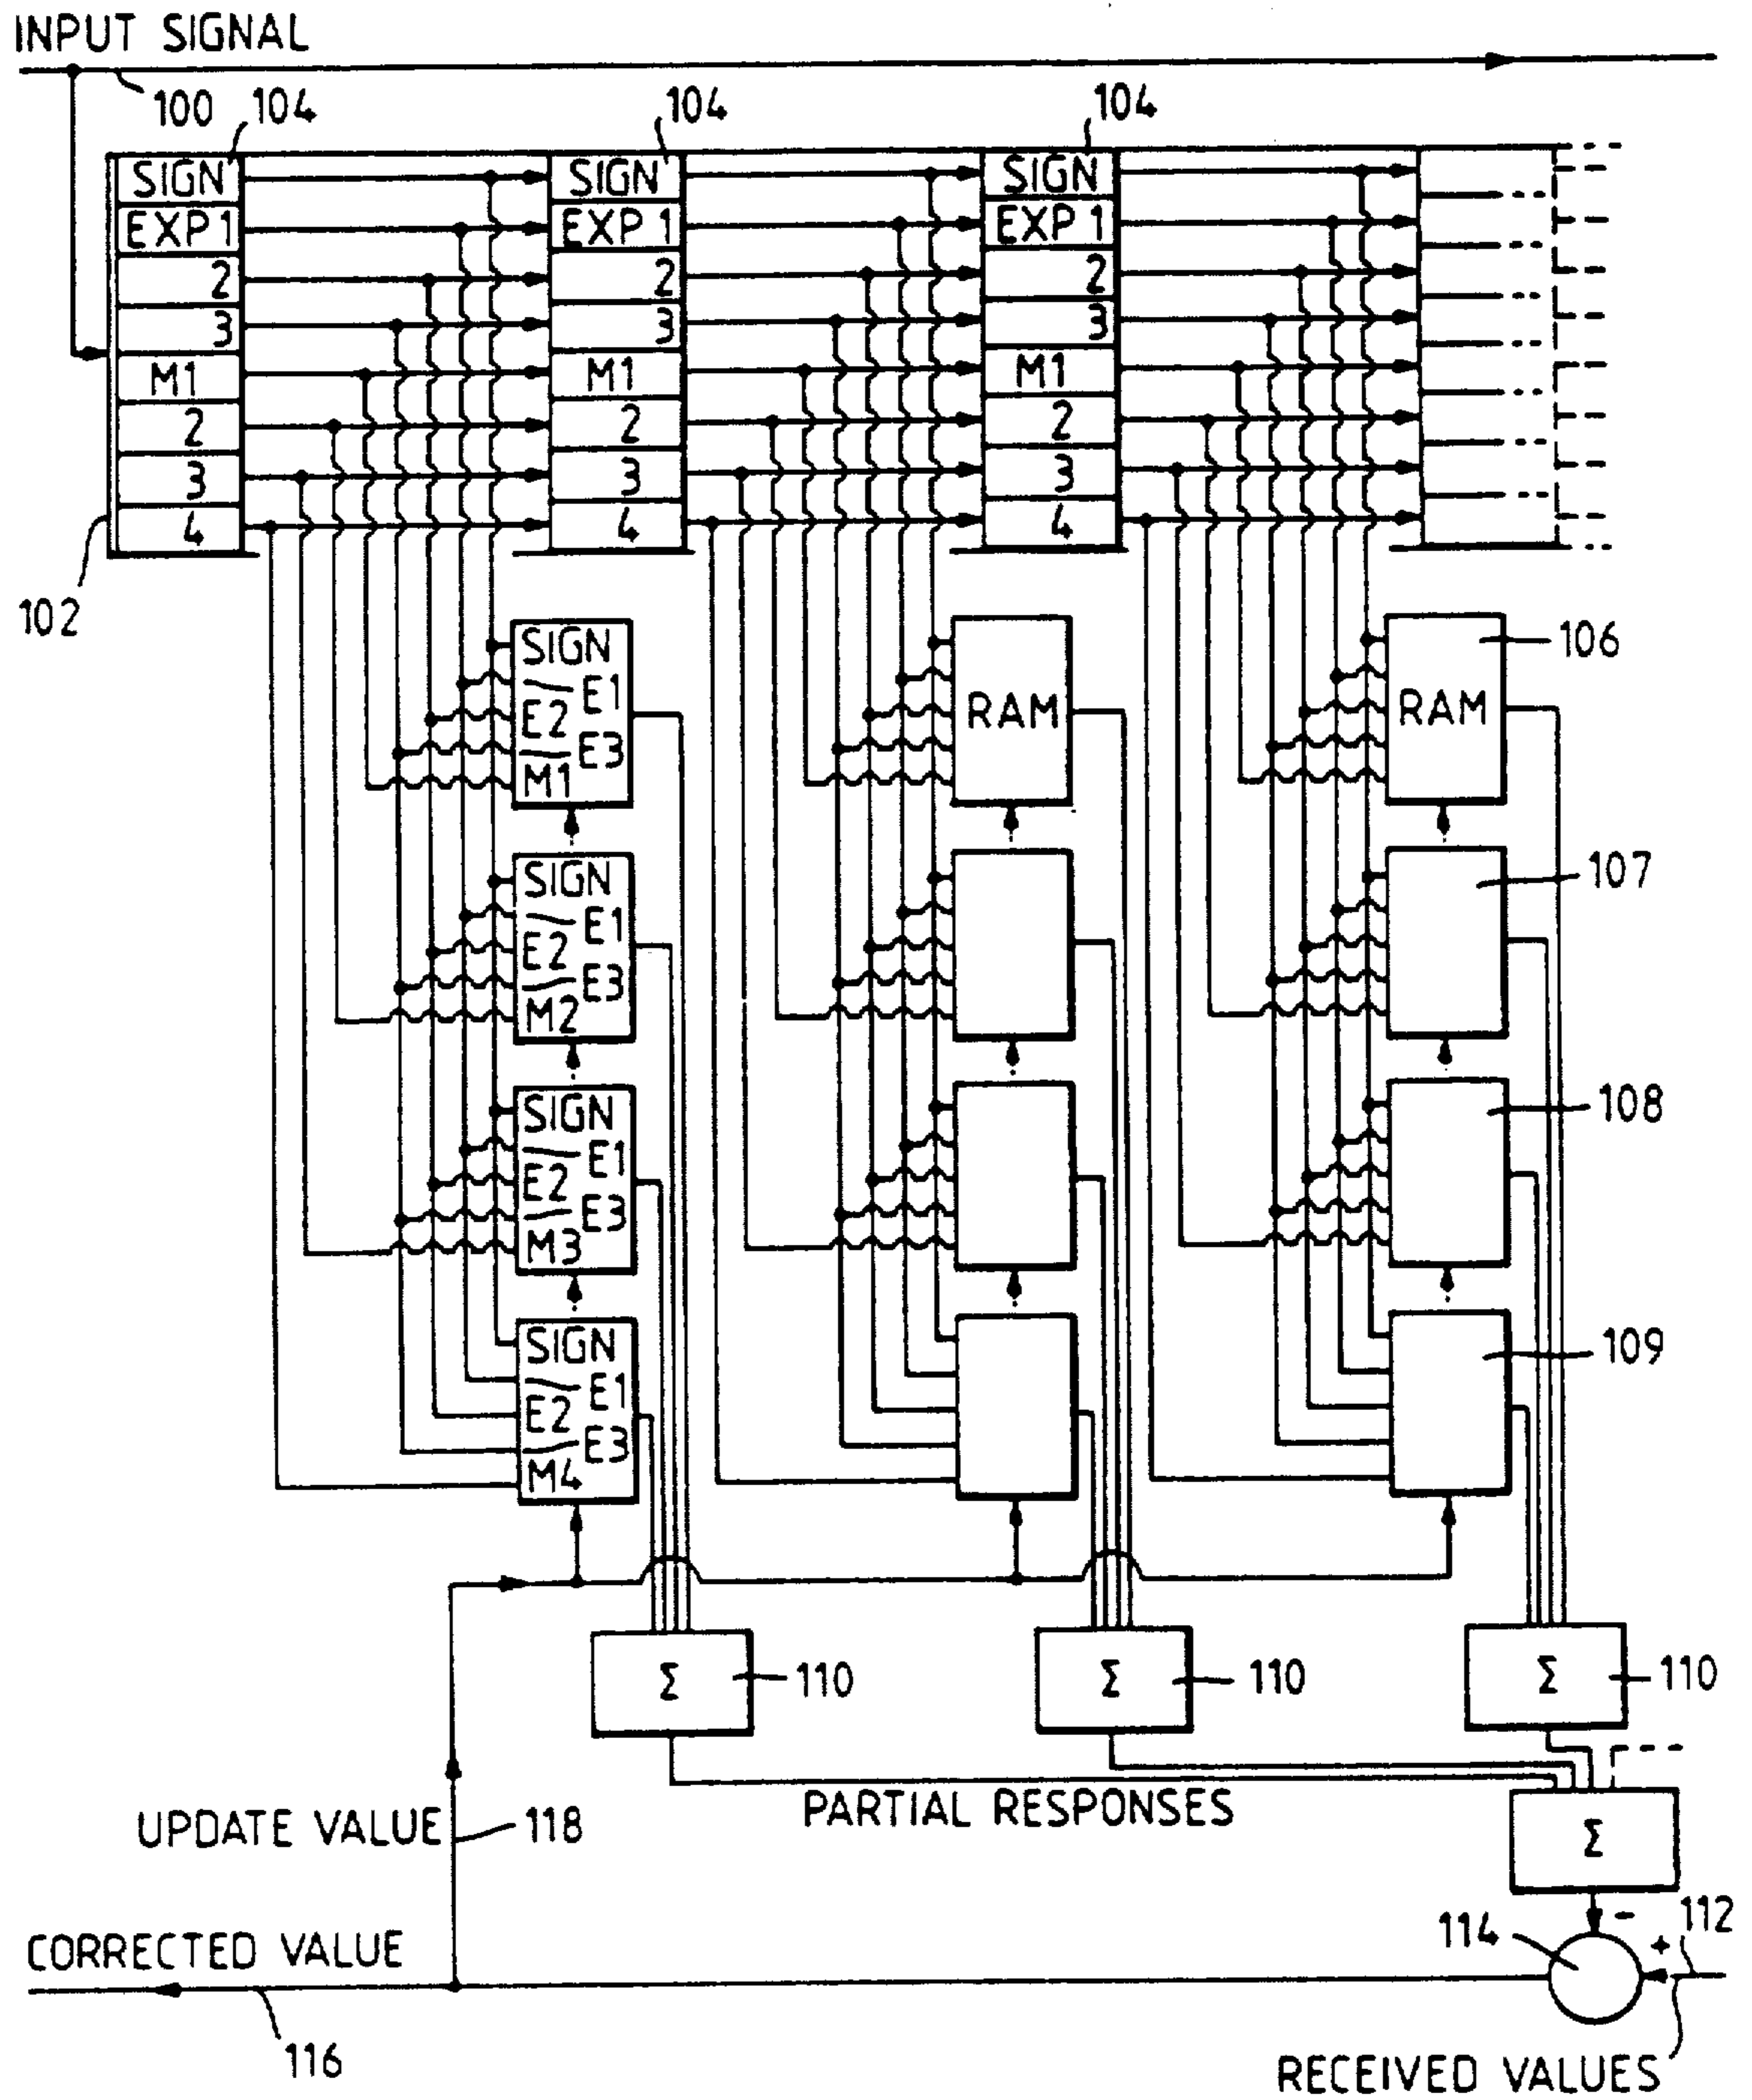 INPUT SIGNAL
100
104
104
104
SIGN
EXP 1
2
3
M1
2
3
4
SIGN
EXP 1
2
3
M1
2
3
4
SIGN
EXP 1
2
3
M1
2
3
4
102
SIGN
E1
E2
E3
M1
RAM
RAM
106
SIGN
E1
E2
E3
M2
107
SIGN
E1
E2
E3
M3
108
SIGN
E1
E2
E3
M4
109
Σ
110
Σ
110
Σ
110
PARTIAL RESPONSES
UPDATE VALUE
118
Σ
-
112
114
+
CORRECTED VALUE
116
RECEIVED VALUES